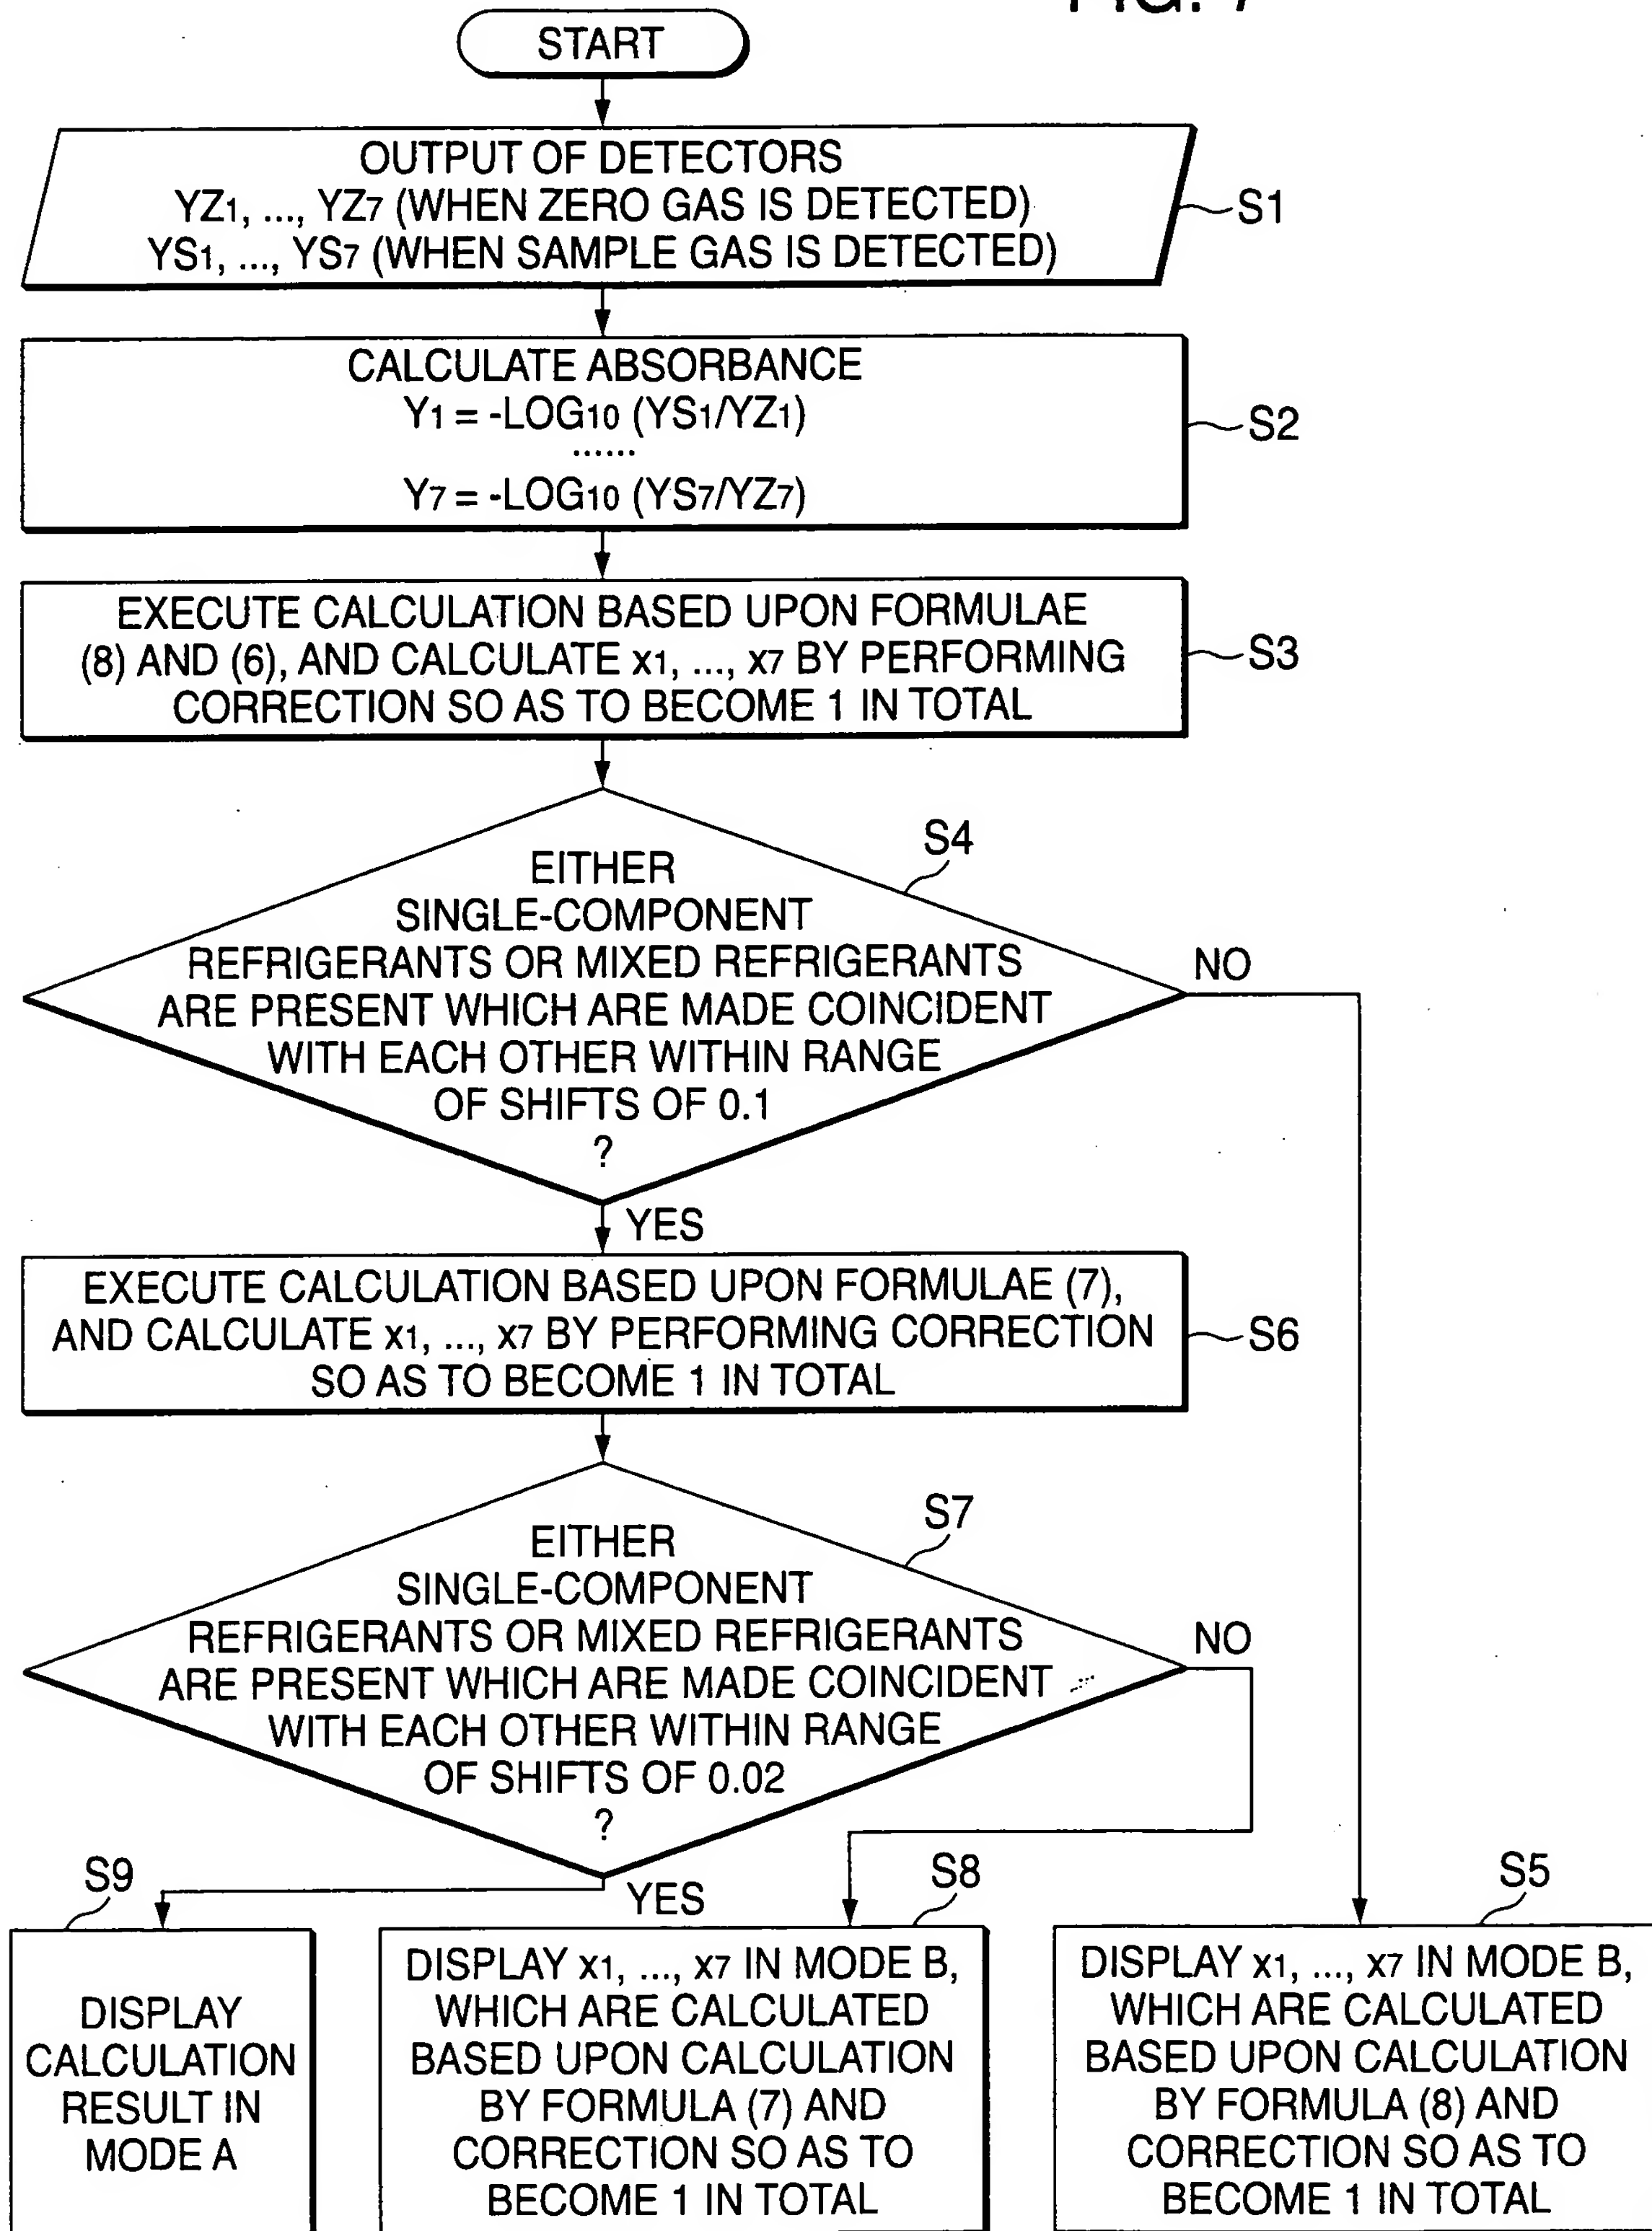 FIG. 7
START
OUTPUT OF DETECTORS
YZ1, ..., YZ7 (WHEN ZERO GAS IS DETECTED)
YS1, ..., YS7 (WHEN SAMPLE GAS IS DETECTED)
S1
CALCULATE ABSORBANCE
Y1 = -LOG10 (YS1/YZ1)
......
Y7 = -LOG10 (YS7/YZ7)
S2
EXECUTE CALCULATION BASED UPON FORMULAE
(8) AND (6), AND CALCULATE x1, ..., x7 BY PERFORMING
CORRECTION SO AS TO BECOME 1 IN TOTAL
S3
S4
EITHER
SINGLE-COMPONENT
REFRIGERANTS OR MIXED REFRIGERANTS
ARE PRESENT WHICH ARE MADE COINCIDENT
WITH EACH OTHER WITHIN RANGE
OF SHIFTS OF 0.1
?
NO
YES
EXECUTE CALCULATION BASED UPON FORMULAE (7),
AND CALCULATE x1, ..., x7 BY PERFORMING CORRECTION
SO AS TO BECOME 1 IN TOTAL
S6
S7
EITHER
SINGLE-COMPONENT
REFRIGERANTS OR MIXED REFRIGERANTS
ARE PRESENT WHICH ARE MADE COINCIDENT
WITH EACH OTHER WITHIN RANGE
OF SHIFTS OF 0.02
?
NO
YES
S9
DISPLAY
CALCULATION
RESULT IN
MODE A
S8
DISPLAY x1, ..., x7 IN MODE B,
WHICH ARE CALCULATED
BASED UPON CALCULATION
BY FORMULA (7) AND
CORRECTION SO AS TO
BECOME 1 IN TOTAL
S5
DISPLAY x1, ..., x7 IN MODE B,
WHICH ARE CALCULATED
BASED UPON CALCULATION
BY FORMULA (8) AND
CORRECTION SO AS TO
BECOME 1 IN TOTAL